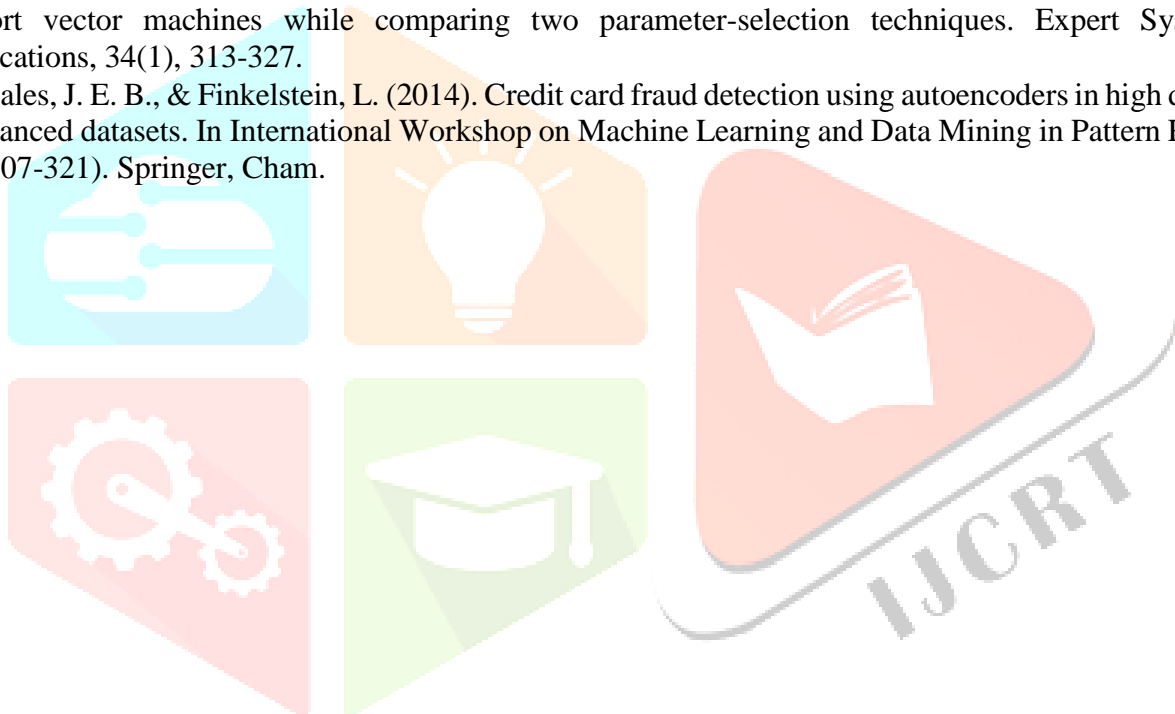 ort vector machines while comparing two parameter-selection techniques. Expert Sys
cations, 34(1), 313-327.
ales, J. E. B., & Finkelstein, L. (2014). Credit card fraud detection using autoencoders in high d
anced datasets. In International Workshop on Machine Learning and Data Mining in Pattern
07-321). Springer, Cham.
IJCRT